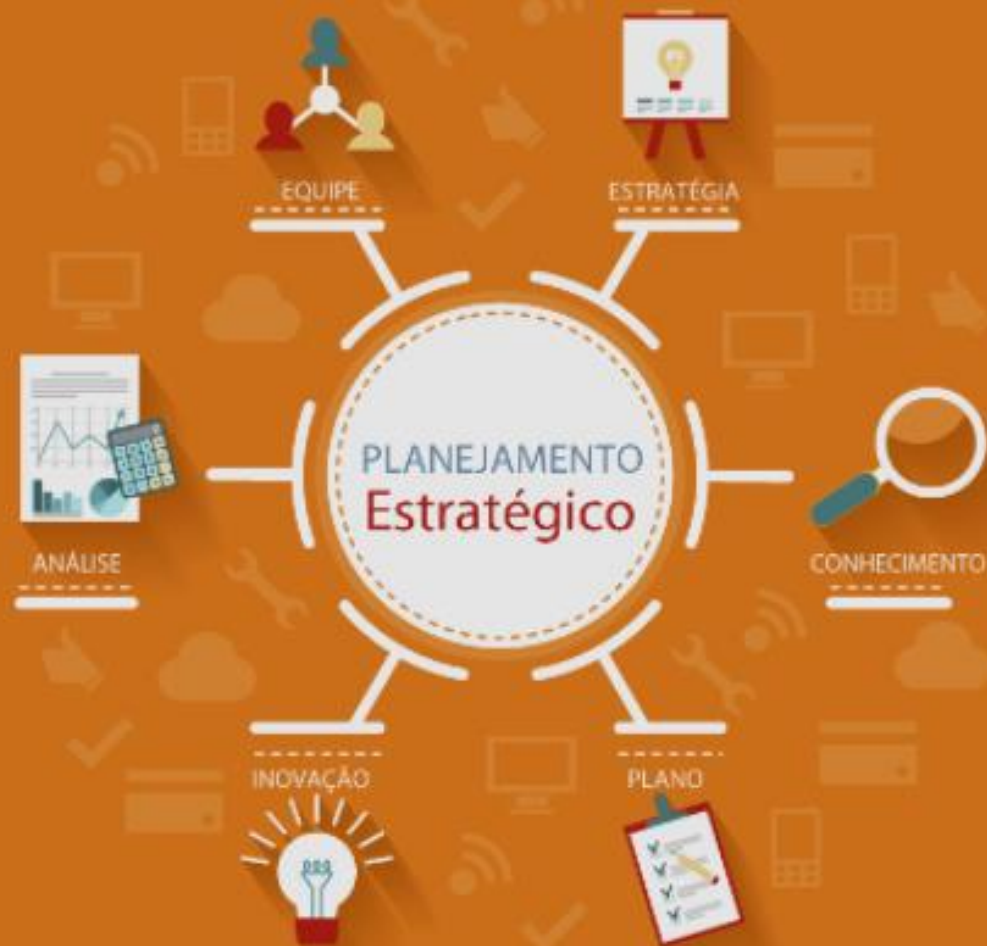 EQUIPE
ESTRATÉGIA
PLANEJAMENTO
Estratégico
ANÁLISE
CONHECIMENTO
INOVAÇÃO
PLANO